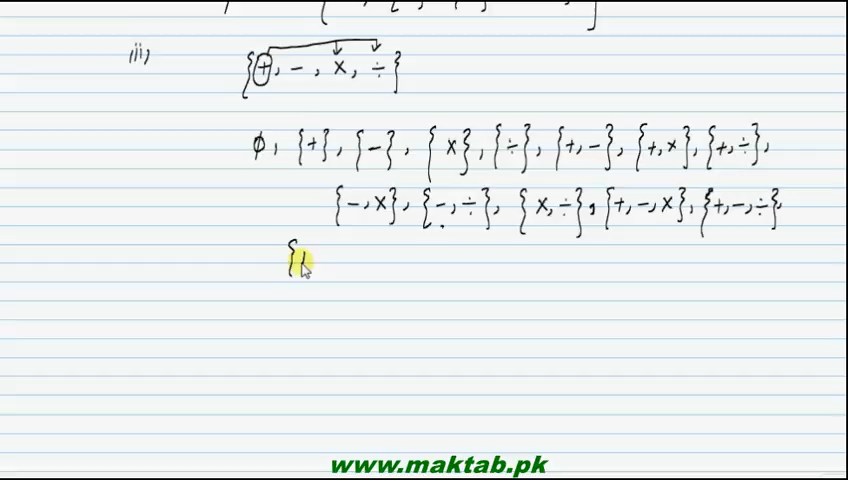 iii, {+, -, ×, ÷}
φ, {+}, {-}, {×}, {÷}, {+, -}, {+, ×}, {+, ÷},
{-, ×}, {-, ÷}, {×, ÷}, {+, -, ×}, {+, -, ÷},
{
www.maktab.pk